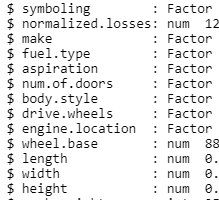 $ symboling         : Factor
$ normalized.losses: num  12
$ make              : Factor
$ fuel.type         : Factor
$ aspiration        : Factor
$ num.of.doors      : Factor
$ body.style        : Factor
$ drive.wheels      : Factor
$ engine.location   : Factor
$ wheel.base        : num  88
$ length            : num  0.
$ width             : num  0.
$ height            : num  0.